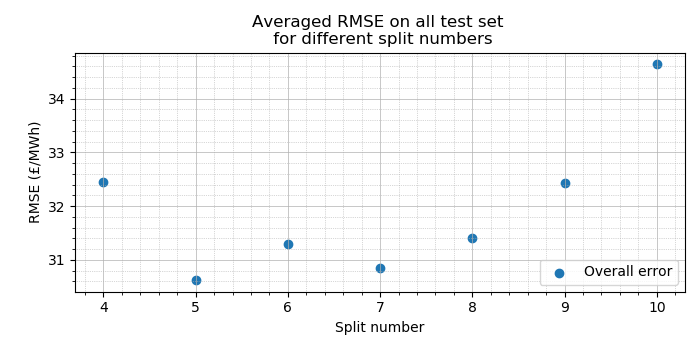 Averaged RMSE on all test set
for different split numbers
RMSE (£/MWh)
34
33
32
31
4 5 6 7 8 9 10
Split number
Overall error